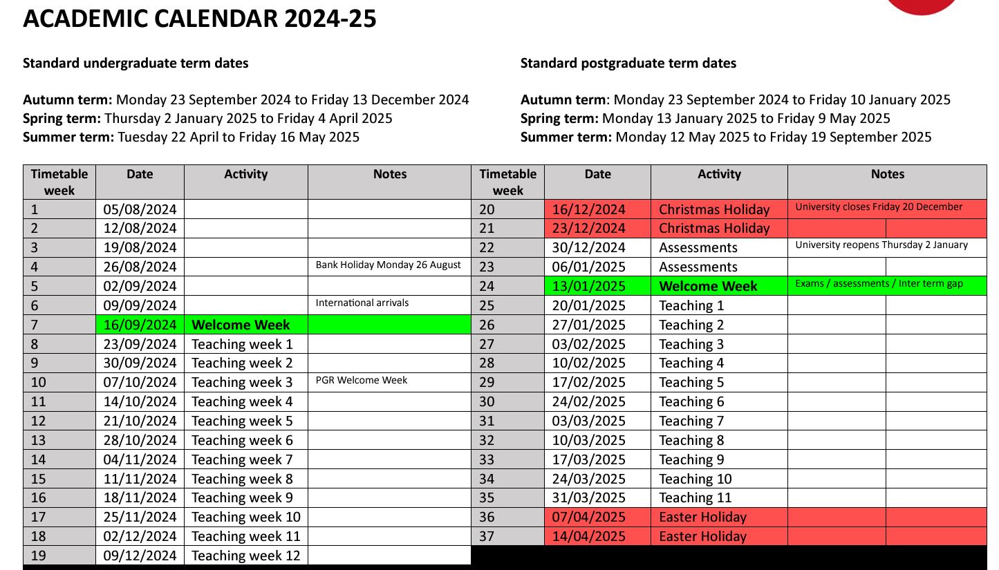 ACADEMIC CALENDAR 2024-25
Standard undergraduate term dates
Autumn term: Monday 23 September 2024 to Friday 13 December 2024
Spring term: Thursday 2 January 2025 to Friday 4 April 2025
Summer term: Tuesday 22 April to Friday 16 May 2025
Standard postgraduate term dates
Autumn term: Monday 23 September 2024 to Friday 10 January 2025
Spring term: Monday 13 January 2025 to Friday 9 May 2025
Summer term: Monday 12 May 2025 to Friday 19 September 2025
Timetable week Date Activity Notes
1 05/08/2024
2 12/08/2024
3 19/08/2024
4 26/08/2024 Bank Holiday Monday 26 August
5 02/09/2024
6 09/09/2024 International arrivals
7 16/09/2024 Welcome Week
8 23/09/2024 Teaching week 1
9 30/09/2024 Teaching week 2
10 07/10/2024 Teaching week 3 PGR Welcome Week
11 14/10/2024 Teaching week 4
12 21/10/2024 Teaching week 5
13 28/10/2024 Teaching week 6
14 04/11/2024 Teaching week 7
15 11/11/2024 Teaching week 8
16 18/11/2024 Teaching week 9
17 25/11/2024 Teaching week 10
18 02/12/2024 Teaching week 11
19 09/12/2024 Teaching week 12
Timetable week Date Activity Notes
20 16/12/2024 Christmas Holiday University closes Friday 20 December
21 23/12/2024 Christmas Holiday
22 30/12/2024 Assessments University reopens Thursday 2 January
23 06/01/2025 Assessments
24 13/01/2025 Welcome Week Exams / assessments / Inter term gap
25 20/01/2025 Teaching 1
26 27/01/2025 Teaching 2
27 03/02/2025 Teaching 3
28 10/02/2025 Teaching 4
29 17/02/2025 Teaching 5
30 24/02/2025 Teaching 6
31 03/03/2025 Teaching 7
32 10/03/2025 Teaching 8
33 17/03/2025 Teaching 9
34 24/03/2025 Teaching 10
35 31/03/2025 Teaching 11
36 07/04/2025 Easter Holiday
37 14/04/2025 Easter Holiday